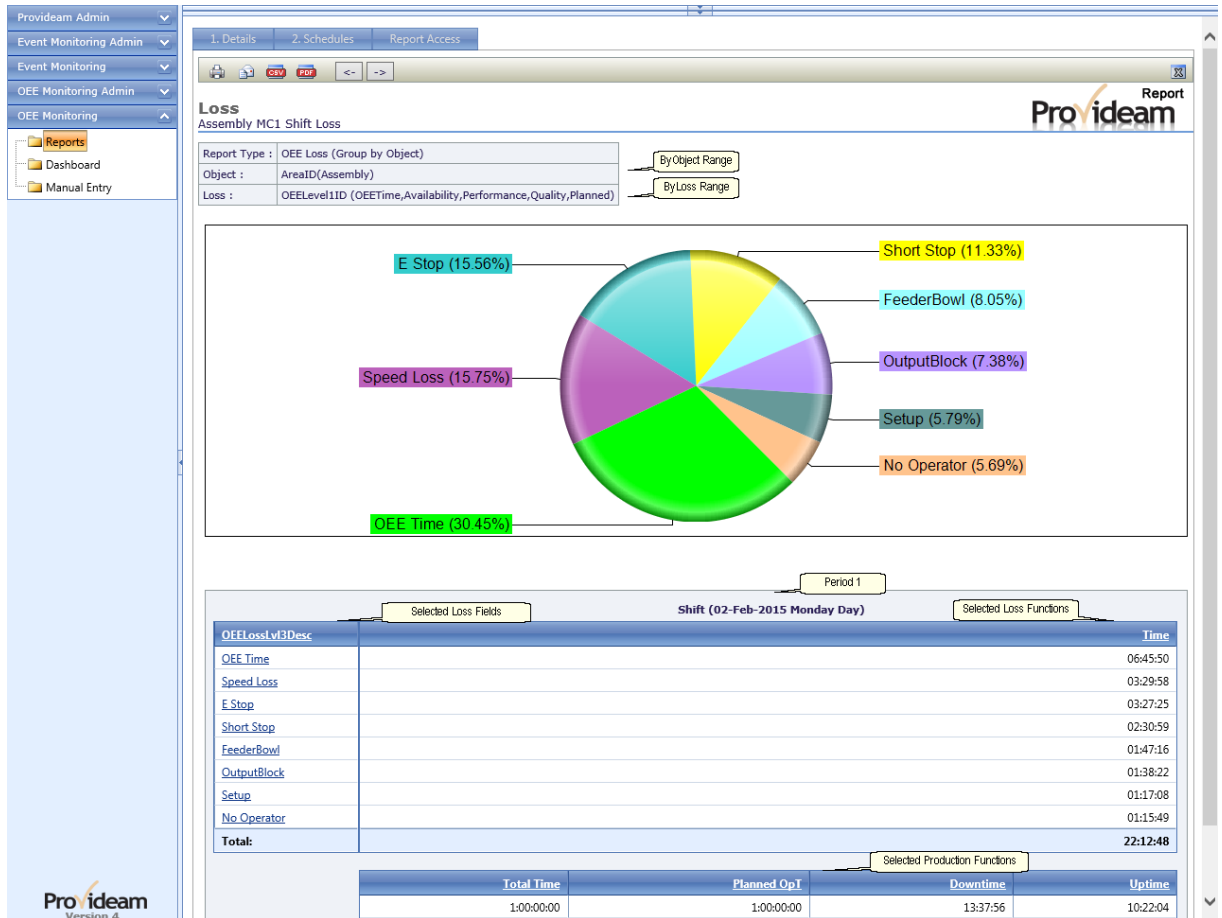 Provideam Admin
Event Monitoring Admin
Event Monitoring
OEE Monitoring Admin
OEE Monitoring
Reports
Dashboard
Manual Entry
Provideam
Version 4
1. Details
2. Schedules
Report Access
CSV
PDF
<-
->
Report
Provideam
Loss
Assembly MC1 Shift Loss
Report Type : OEE Loss (Group by Object)
Object : AreaID(Assembly)
Loss : OEELevel1ID (OEETime,Availability,Performance,Quality,Planned)
By Object Range
By Loss Range
Short Stop (11.33%)
E Stop (15.56%)
FeederBowl (8.05%)
OutputBlock (7.38%)
Speed Loss (15.75%)
Setup (5.79%)
No Operator (5.69%)
OEE Time (30.45%)
Period 1
Selected Loss Fields
Shift (02-Feb-2015 Monday Day)
Selected Loss Functions
OEELossLvl3Desc Time
OEE Time 06:45:50
Speed Loss 03:29:58
E Stop 03:27:25
Short Stop 02:30:59
FeederBowl 01:47:16
OutputBlock 01:38:22
Setup 01:17:08
No Operator 01:15:49
Total: 22:12:48
Selected Production Functions
Total Time Planned OpT Downtime Uptime
1:00:00:00 1:00:00:00 13:37:56 10:22:04